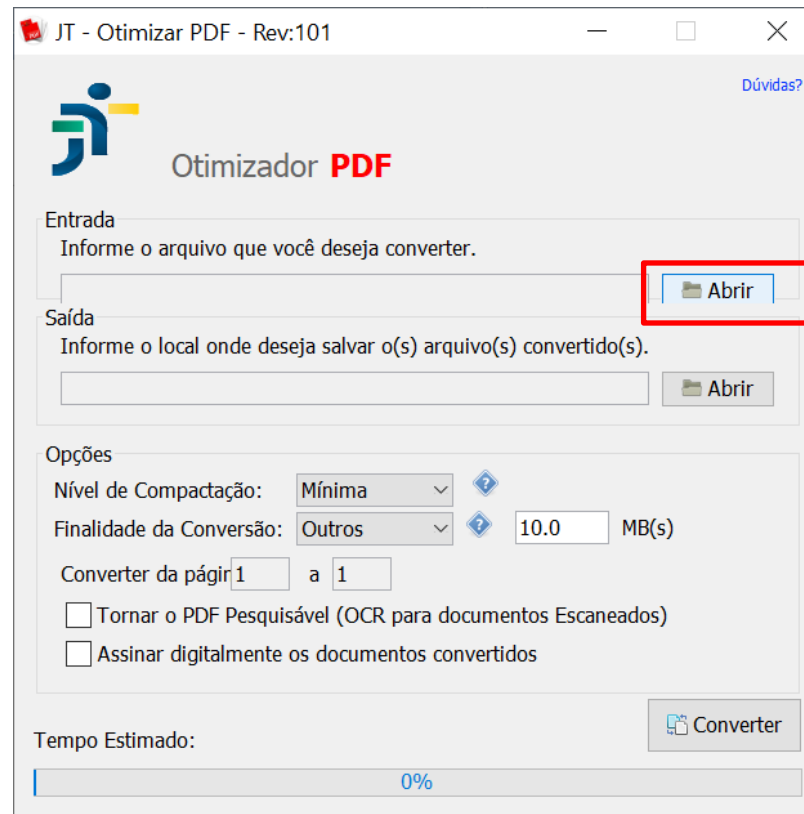 JT - Otimizar PDF - Rev:101
Dúvidas?
Otimizador PDF
Entrada
Informe o arquivo que você deseja converter.
Abrir
Saída
Informe o local onde deseja salvar o(s) arquivo(s) convertido(s).
Abrir
Opções
Nível de Compactação: Mínima
Finalidade da Conversão: Outros 10.0 MB(s)
Converter da págin 1 a 1
Tornar o PDF Pesquisável (OCR para documentos Escaneados)
Assinar digitalmente os documentos convertidos
Converter
Tempo Estimado:
0%